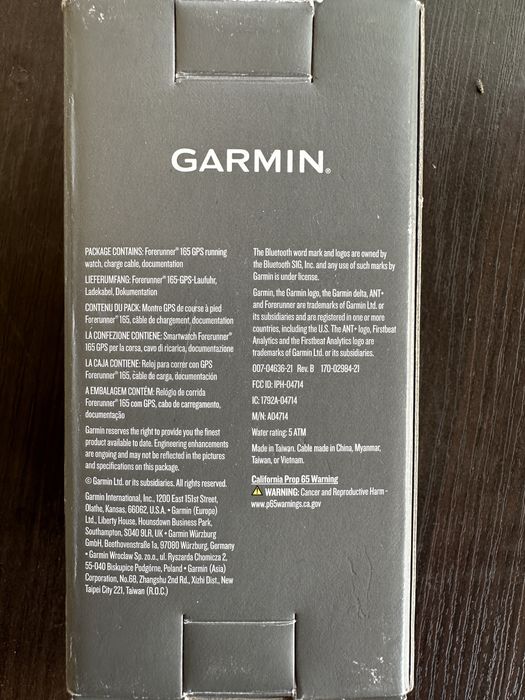 GARMIN®
PACKAGE CONTAINS: Forerunner® 165 GPS running
watch, charge cable, documentation
LIEFERUMFANG: Forerunner® 165-GPS-Laufuhr,
Ladekabel, Dokumentation
CONTENU DU PACK: Montre GPS de course à pied
Forerunner® 165, câble de chargement, documentation
LA CONFEZIONE CONTIENE: Smartwatch Forerunner®
165 GPS per la corsa, cavo di ricarica, documentazione
LA CAJA CONTIENE: Reloj para correr con GPS
Forerunner® 165, cable de carga, documentación
A EMBALAGEM CONTÉM: Relógio de corrida
Forerunner® 165 com GPS, cabo de carregamento,
documentação
Garmin reserves the right to provide you the finest
product available to date. Engineering enhancements
are ongoing and may not be reflected in the pictures
and specifications on this package.
© Garmin Ltd. or its subsidiaries. All rights reserved.
Garmin International, Inc., 1200 East 151st Street,
Olathe, Kansas, 66062, U.S.A. • Garmin (Europe)
Ltd., Liberty House, Hounsdown Business Park,
Southampton, SO40 9LR, UK • Garmin Würzburg
GmbH, Beethovenstraße 1a, 97080 Würzburg, Germany
• Garmin Wroclaw Sp. zo.o., ul. Ryszarda Chomicza 2,
55-040 Biskupice Podgórne, Poland • Garmin (Asia)
Corporation, No.68, Zhangshu 2nd Rd., Xizhi Dist., New
Taipei City 221, Taiwan (R.O.C.)
The Bluetooth word mark and logos are owned by
the Bluetooth SIG, Inc. and any use of such marks by
Garmin is under license.
Garmin, the Garmin logo, the Garmin delta, ANT+
and Forerunner are trademarks of Garmin Ltd. or
its subsidiaries and are registered in one or more
countries, including the U.S. The ANT+ logo, Firstbeat
Analytics and the Firstbeat Analytics logo are
trademarks of Garmin Ltd. or its subsidiaries.
007-04636-21 Rev. B 170-02984-21
FCC ID: IPH-04714
IC: 1792A-04714
M/N: A04714
Water rating: 5 ATM
Made in Taiwan. Cable made in China, Myanmar,
Taiwan, or Vietnam.
California Prop 65 Warning
⚠ WARNING: Cancer and Reproductive Harm -
www.p65warnings.ca.gov